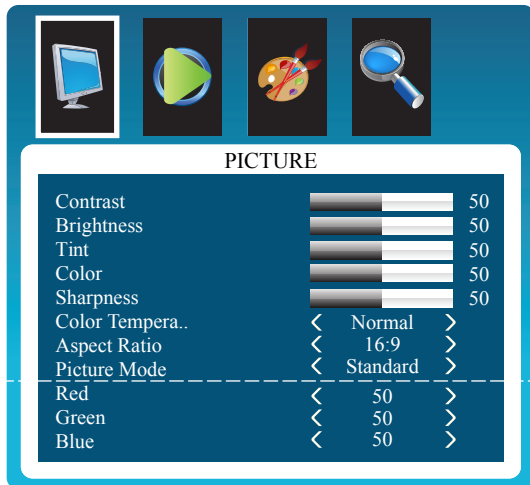 PICTURE
Contrast 50
Brightness 50
Tint 50
Color 50
Sharpness 50
Color Tempera.. Normal
Aspect Ratio 16:9
Picture Mode Standard
Red 50
Green 50
Blue 50